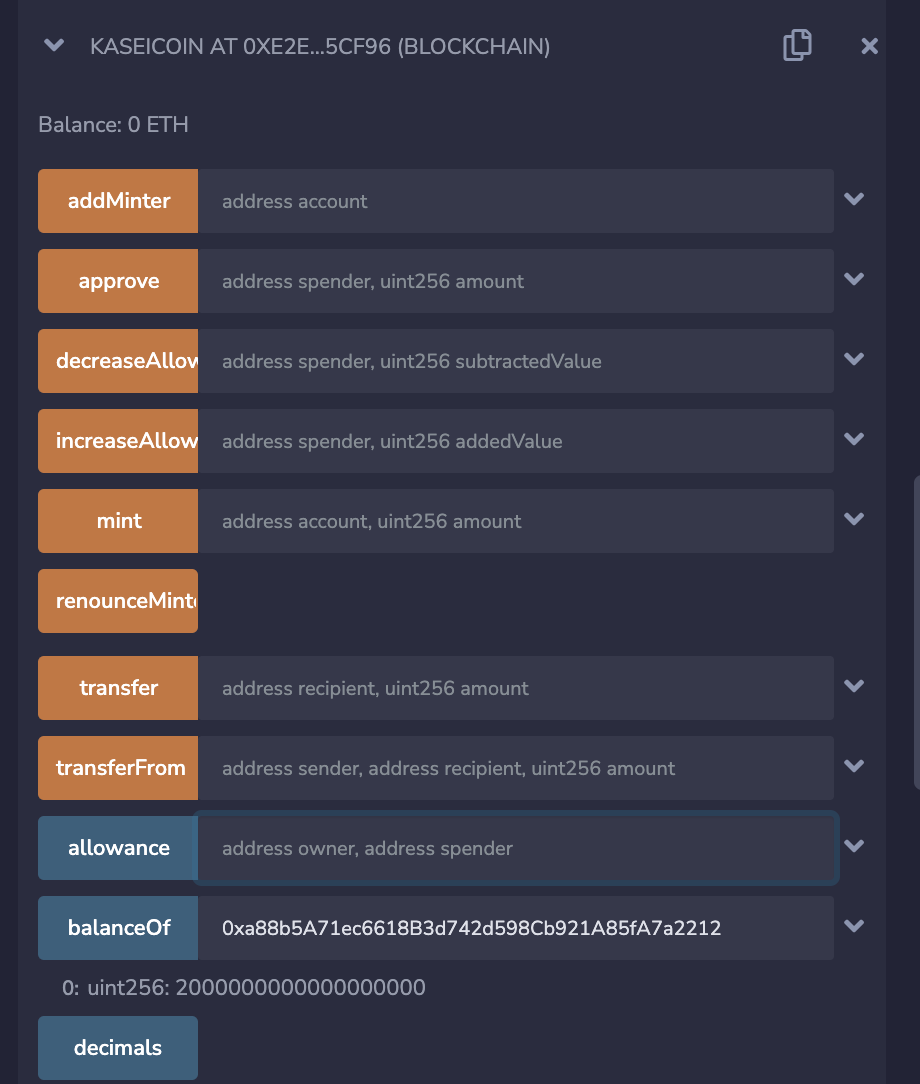 KASEICOIN AT 0XE2E...5CF96 (BLOCKCHAIN)
Balance: 0 ETH
addMinter address account
approve address spender, uint256 amount
decreaseAllow address spender, uint256 subtractedValue
increaseAllow address spender, uint256 addedValue
mint address account, uint256 amount
renounceMint
transfer address recipient, uint256 amount
transferFrom address sender, address recipient, uint256 amount
allowance address owner, address spender
balanceOf 0xa88b5A71ec6618B3d742d598Cb921A85fA7a2212
0: uint256: 2000000000000000000
decimals